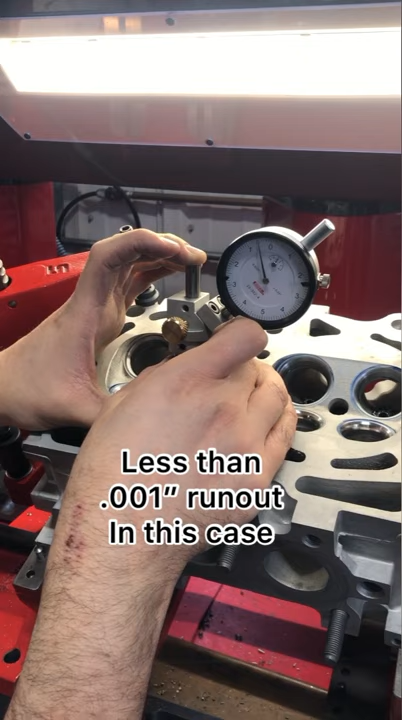 Less than
.001” runout
In this case